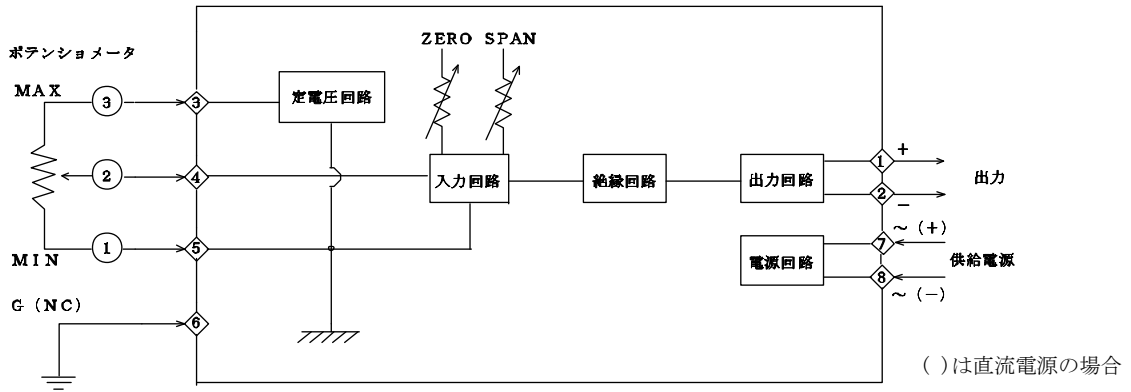 ZERO SPAN
ポテンショメータ
MAX
3
3
定電圧回路
2
4
入力回路
絶縁回路
出力回路
1
+
2
−
出力
1
5
MIN
電源回路
7
~ (+)
8
~ (−)
供給電源
G (NC)
6
( )は直流電源の場合